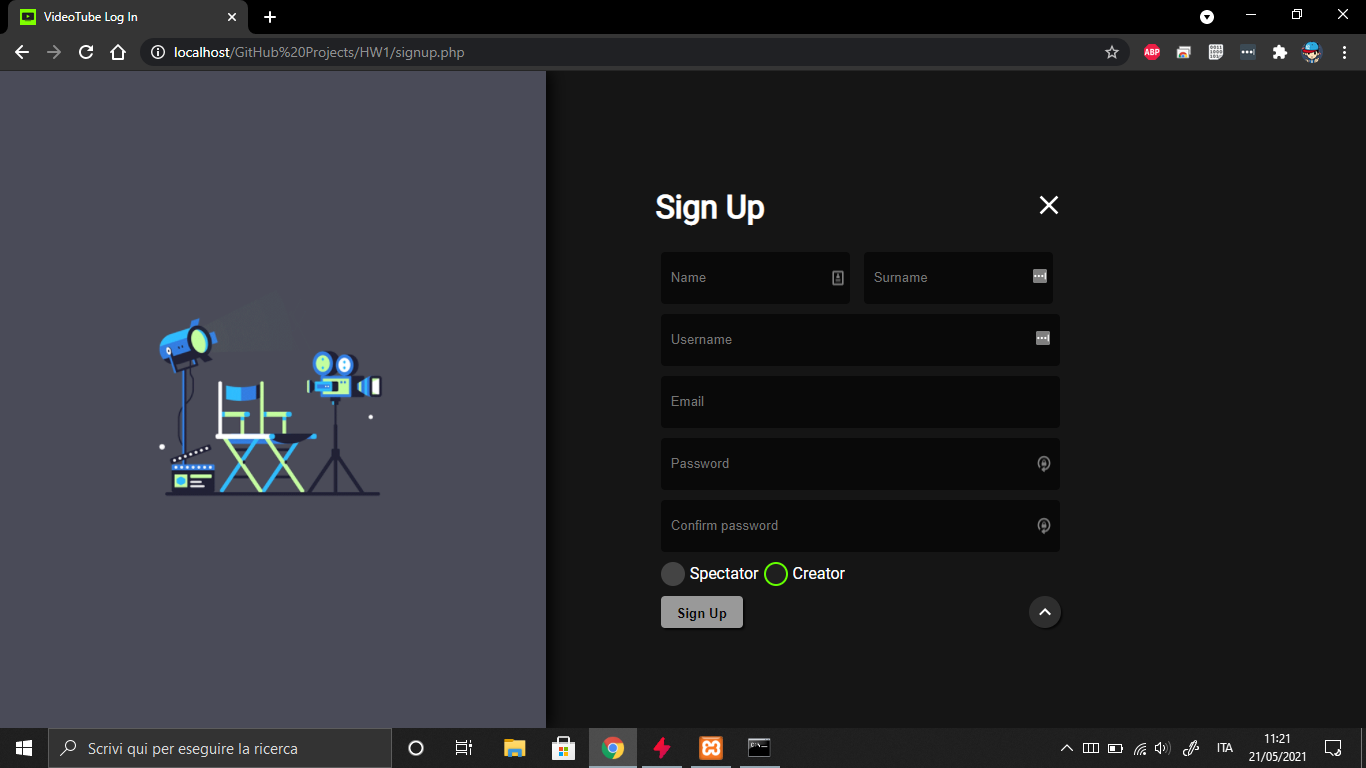 VideoTube Log In
localhost/GitHub%20Projects/HW1/signup.php
ABP
Sign Up
Name
Surname
Username
Email
Password
Confirm password
Spectator Creator
Sign Up
Scrivi qui per eseguire la ricerca
ITA
11:21
21/05/2021